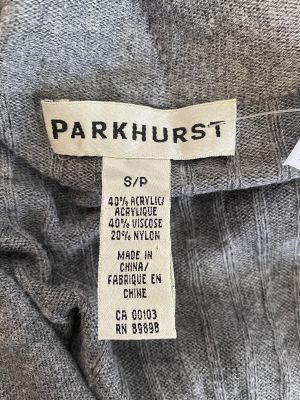 PARKHURST
S/P
40% ACRYLIC/
ACRYLIQUE
40% VISCOSE
20% NYLON
MADE IN
CHINA/
FABRIQUE EN
CHINE
CA 00103
RN 89898